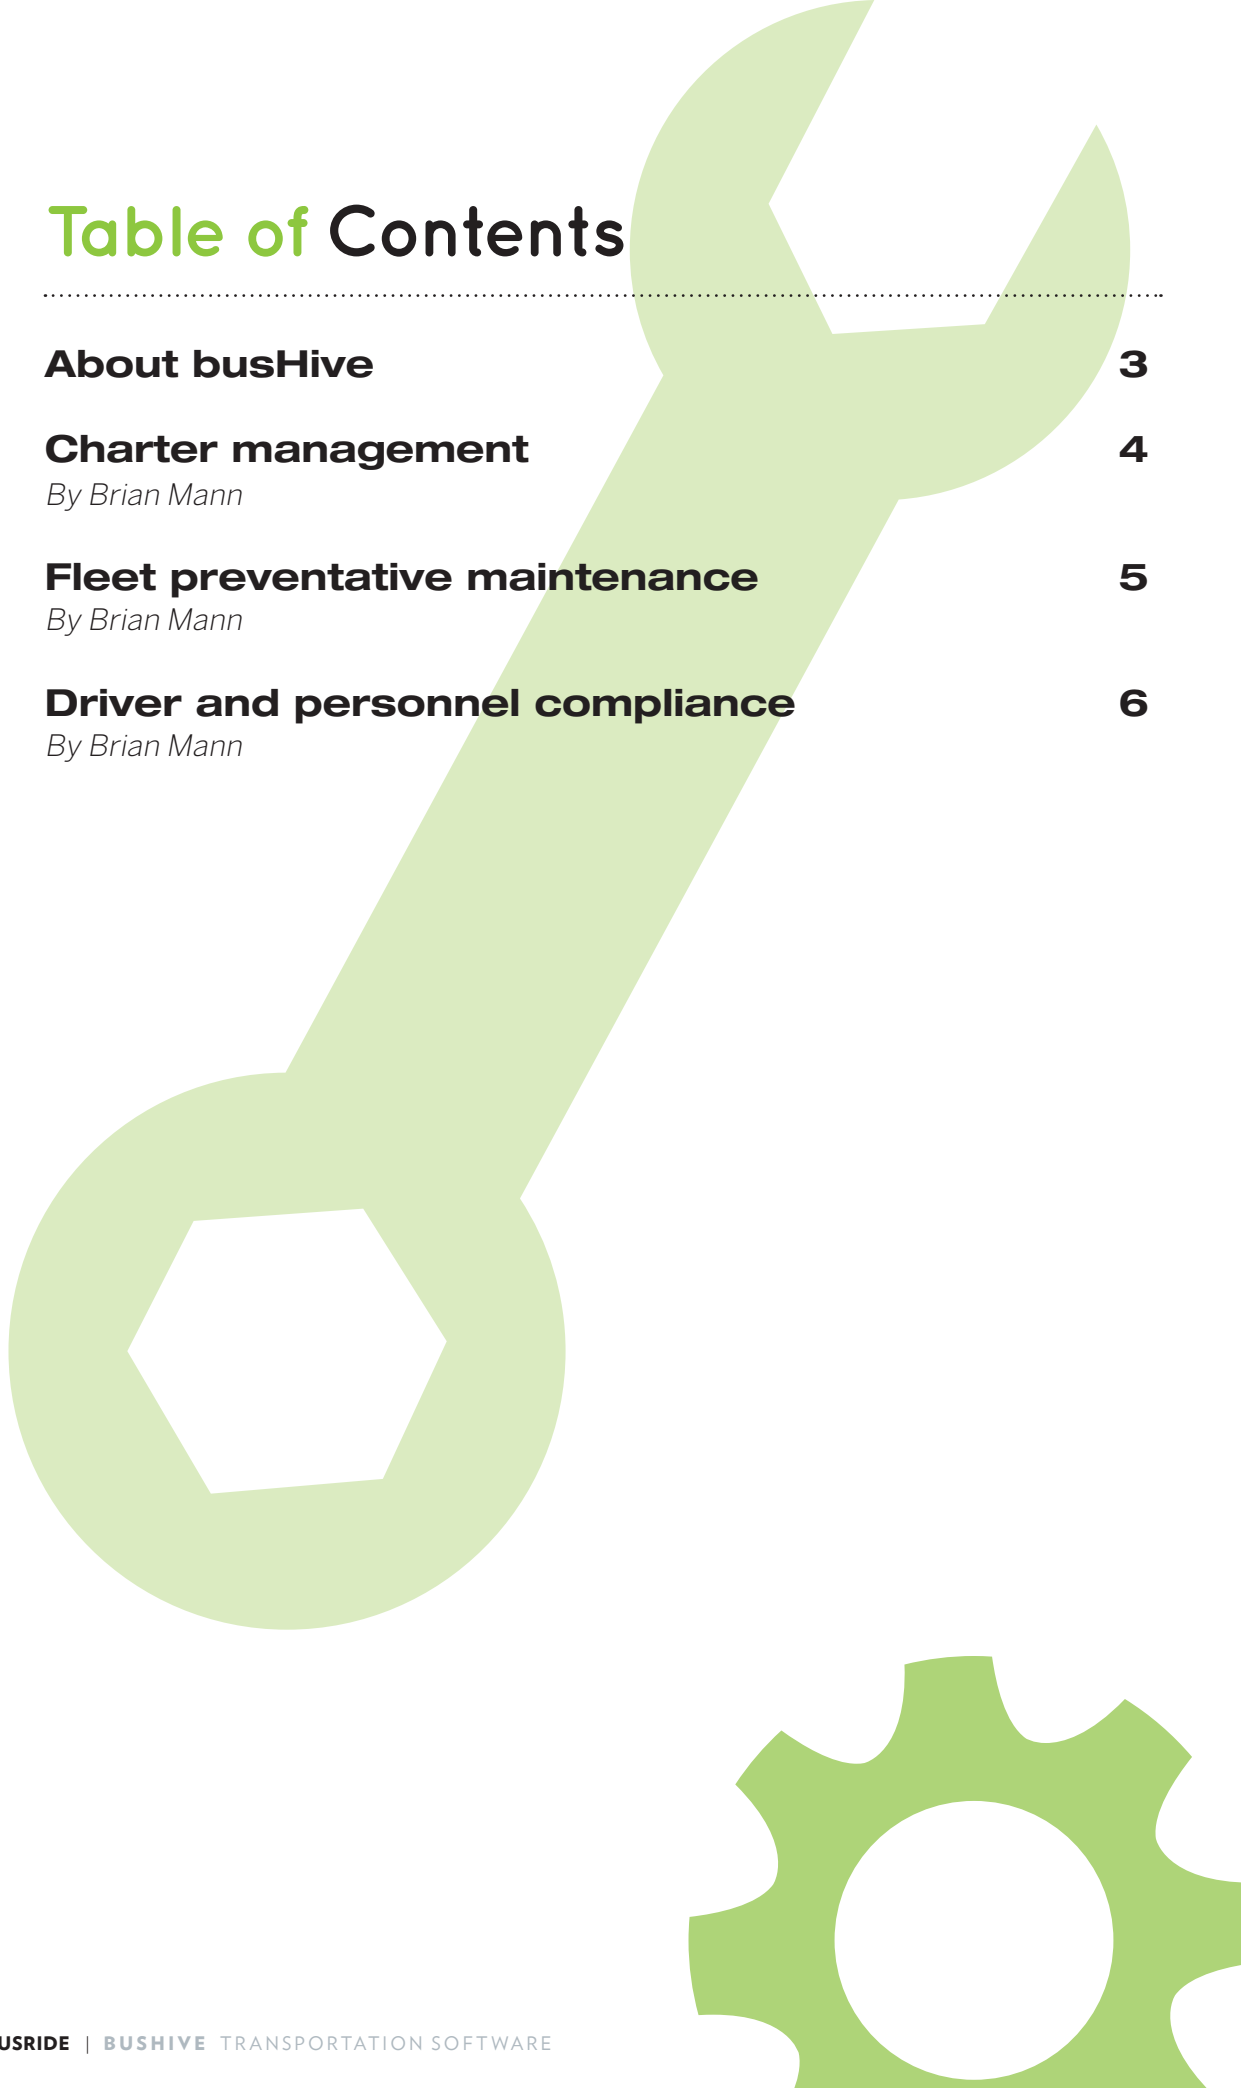 Table of Contents
About busHive 3
Charter management 4
By Brian Mann
Fleet preventative maintenance 5
By Brian Mann
Driver and personnel compliance 6
By Brian Mann
USRIDE | BUSHIVE TRANSPORTATION SOFTWARE